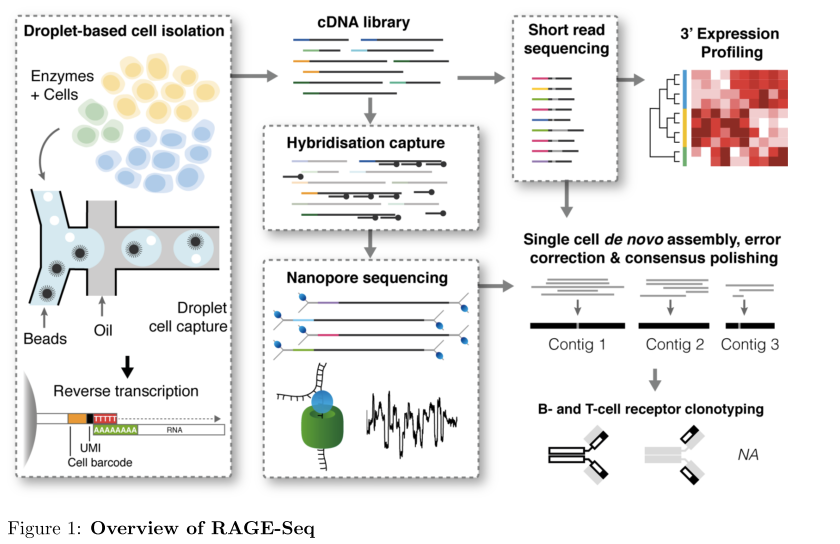 Droplet-based cell isolation
Enzymes
+ Cells
Beads
Oil
Droplet
cell capture
Reverse transcription
TTTTT
AAAAAAAA
RNA
UMI
Cell barcode
cDNA library
Hybridisation capture
Nanopore sequencing
Short read
sequencing
3’ Expression
Profiling
Single cell de novo assembly, error
correction & consensus polishing
Contig 1
Contig 2
Contig 3
B- and T-cell receptor clonotyping
NA
Figure 1: Overview of RAGE-Seq